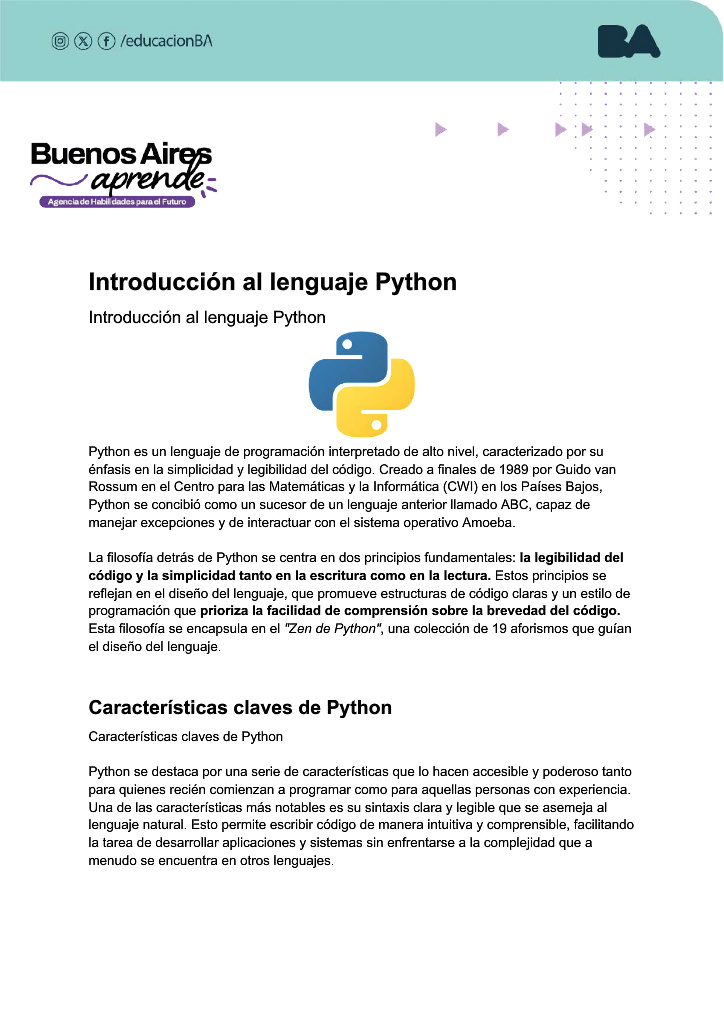 /educacionBA
BA
Buenos Aires
aprende
Agencia de Habilidades para el Futuro
Introducción al lenguaje Python
Introducción al lenguaje Python
Python es un lenguaje de programación interpretado de alto nivel, caracterizado por su
énfasis en la simplicidad y legibilidad del código. Creado a finales de 1989 por Guido van
Rossum en el Centro para las Matemáticas y la Informática (CWI) en los Países Bajos,
Python se concibió como un sucesor de un lenguaje anterior llamado ABC, capaz de
manejar excepciones y de interactuar con el sistema operativo Amoeba.
La filosofía detrás de Python se centra en dos principios fundamentales: la legibilidad del
código y la simplicidad tanto en la escritura como en la lectura. Estos principios se
reflejan en el diseño del lenguaje, que promueve estructuras de código claras y un estilo de
programación que prioriza la facilidad de comprensión sobre la brevedad del código.
Esta filosofía se encapsula en el "Zen de Python", una colección de 19 aforismos que guían
el diseño del lenguaje.
Características claves de Python
Características claves de Python
Python se destaca por una serie de características que lo hacen accesible y poderoso tanto
para quienes recién comienzan a programar como para aquellas personas con experiencia.
Una de las características más notables es su sintaxis clara y legible que se asemeja al
lenguaje natural. Esto permite escribir código de manera intuitiva y comprensible, facilitando
la tarea de desarrollar aplicaciones y sistemas sin enfrentarse a la complejidad que a
menudo se encuentra en otros lenguajes.